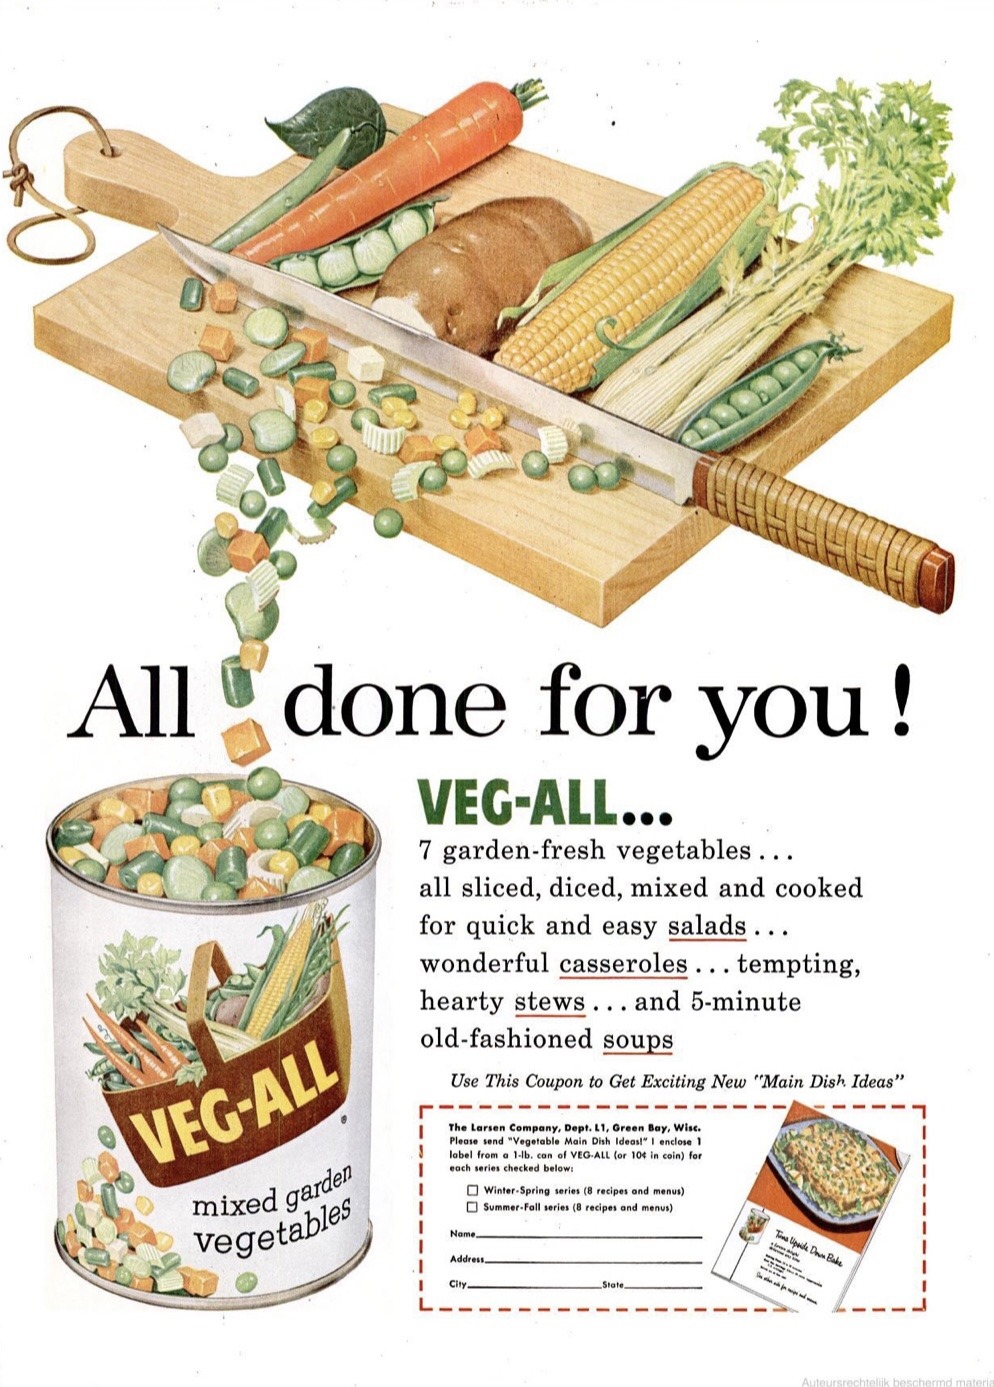 All done for you!
VEG-ALL...
7 garden-fresh vegetables...
all sliced, diced, mixed and cooked
for quick and easy salads...
wonderful casseroles...tempting,
hearty stews...and 5-minute
old-fashioned soups
Use This Coupon to Get Exciting New "Main Dish Ideas"
The Larsen Company, Dept. L1, Green Bay, Wisc.
Please send "Vegetable Main Dish Ideas!" I enclose 1
label from a 1-lb. can of VEG-ALL (or 10¢ in coin) for
each series checked below:
☐ Winter-Spring series (8 recipes and menus)
☐ Summer-Fall series (8 recipes and menus)
Name
Address
City State
Tuna Upside Down Bake
VEG-ALL
®
mixed garden
vegetables
Auteursrechtelijk beschermd materia